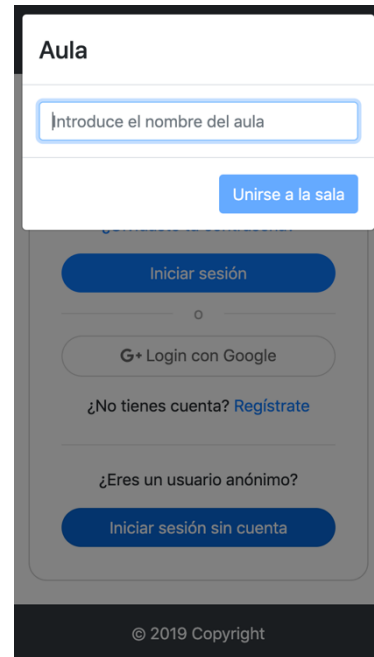 Aula
Introduce el nombre del aula
Unirse a la sala
Iniciar sesión
o
G+ Login con Google
¿No tienes cuenta? Regístrate
¿Eres un usuario anónimo?
Iniciar sesión sin cuenta
© 2019 Copyright